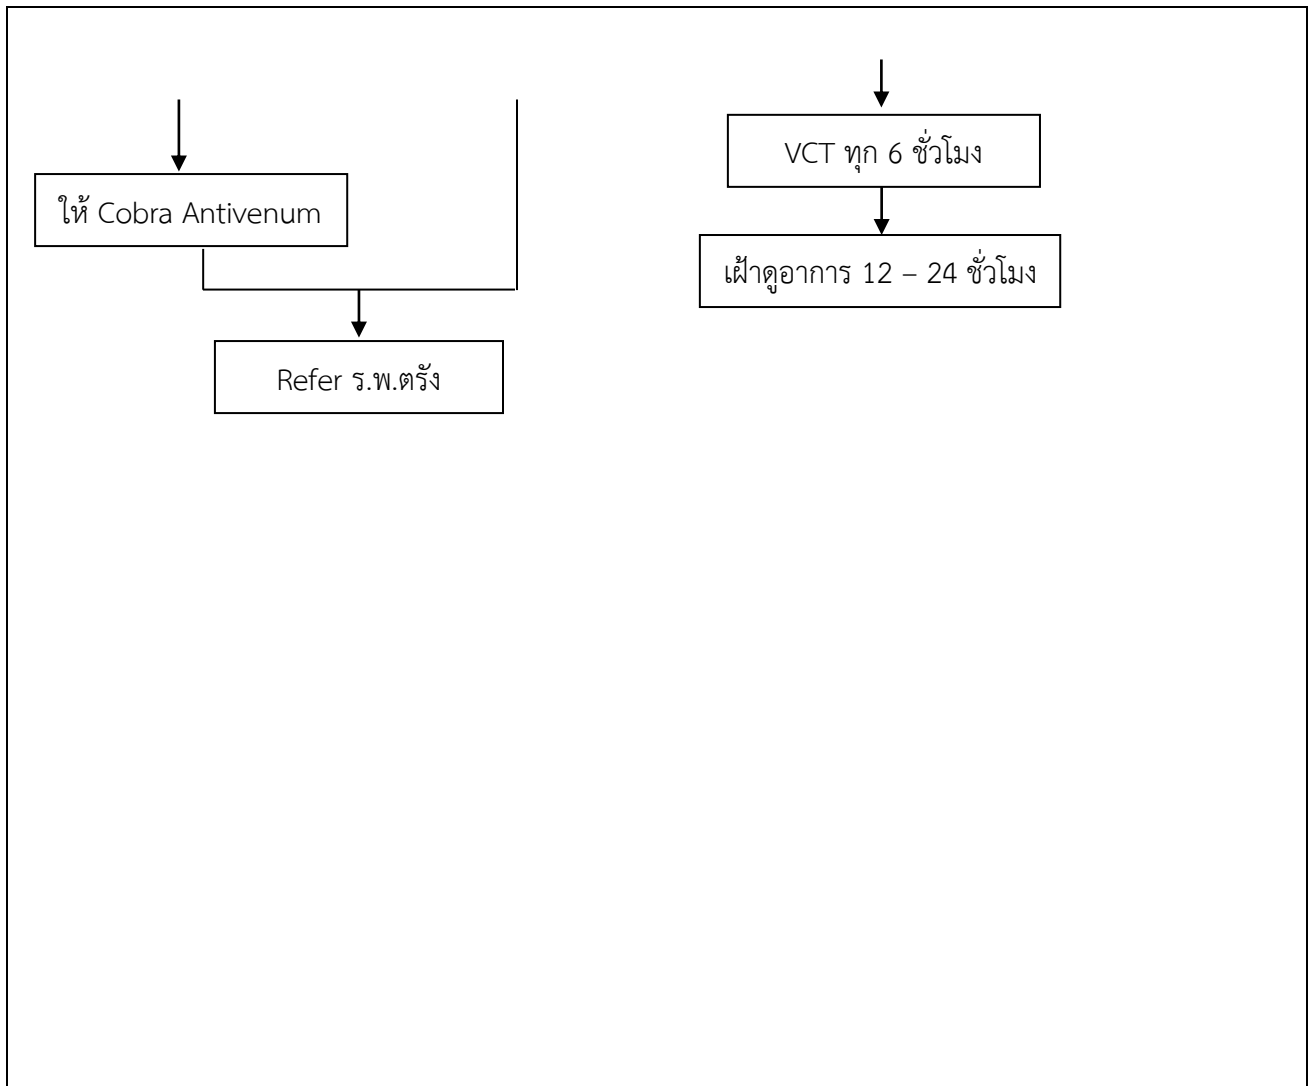 VCT ทุก 6 ชั่วโมง
ให้ Cobra Antivenum
เฝ้าดูอาการ 12 – 24 ชั่วโมง
Refer ร.พ.ตรัง